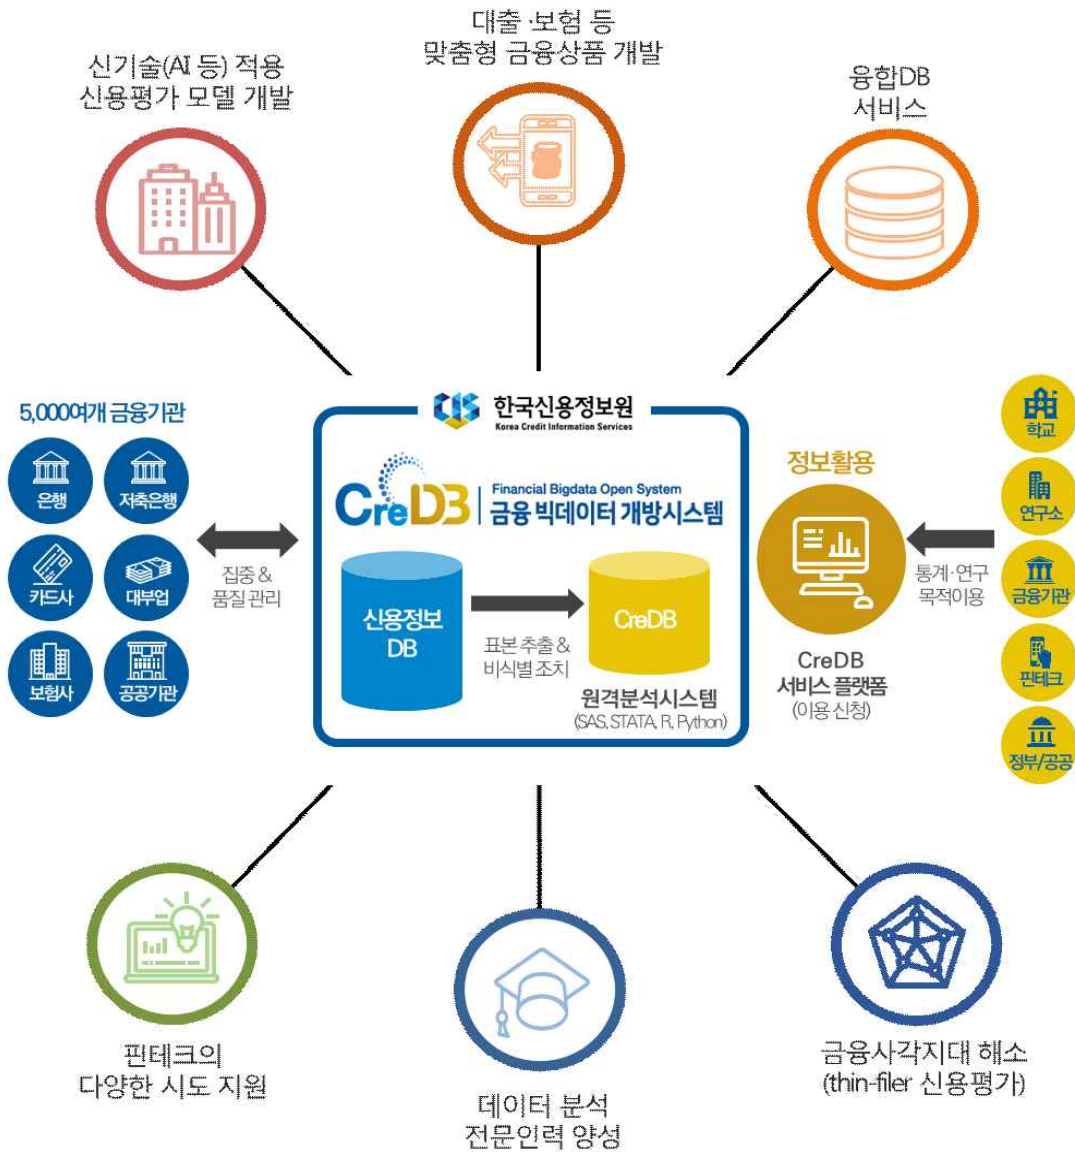 대출·보험 등
맞춤형 금융상품 개발
신기술(AI 등) 적용
신용평가 모델 개발
융합DB
서비스
5,000여개 금융기관
은행
저축은행
카드사
대부업
보험사
공공기관
집중 &
품질 관리
CIS 한국신용정보원
Korea Credit Information Services
CreDB
Financial Bigdata Open System
금융 빅데이터 개방시스템
신용정보
DB
표본 추출 &
비식별 조치
CreDB
원격분석시스템
(SAS, STATA, R, Python)
정보활용
CreDB
서비스 플랫폼
(이용 신청)
통계·연구
목적이용
학교
연구소
금융기관
핀테크
정부/공공
핀테크의
다양한 시도 지원
데이터 분석
전문인력 양성
금융사각지대 해소
(thin-filer 신용평가)